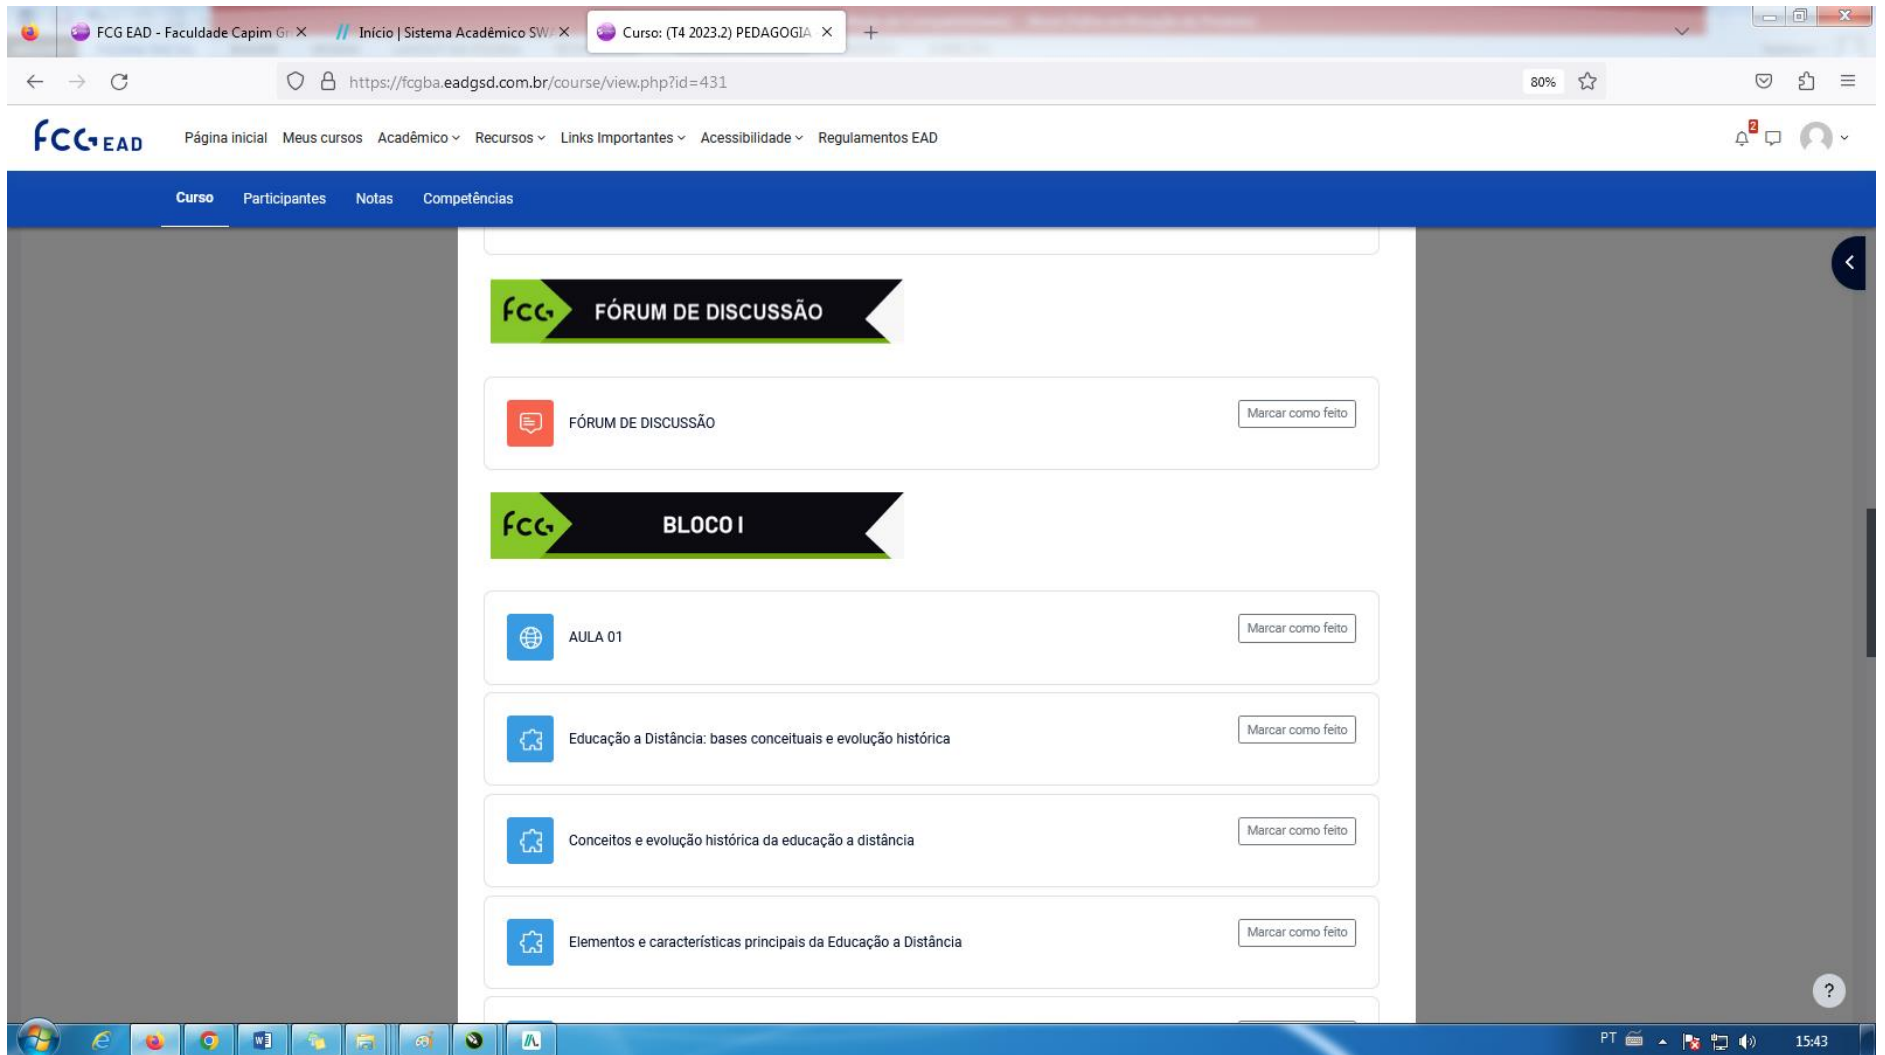 FCG EAD - Faculdade Capim Gr
Início | Sistema Acadêmico SWA
Curso: (T4 2023.2) PEDAGOGIA
https://fcgba.eadgsd.com.br/course/view.php?id=431
80%
FCG EAD
Página inicial Meus cursos Acadêmico Recursos Links Importantes Acessibilidade Regulamentos EAD
2
Curso Participantes Notas Competências
FCG FÓRUM DE DISCUSSÃO
FÓRUM DE DISCUSSÃO Marcar como feito
FCG BLOCO I
AULA 01 Marcar como feito
Educação a Distância: bases conceituais e evolução histórica Marcar como feito
Conceitos e evolução histórica da educação a distância Marcar como feito
Elementos e características principais da Educação a Distância Marcar como feito
?
PT 15:43